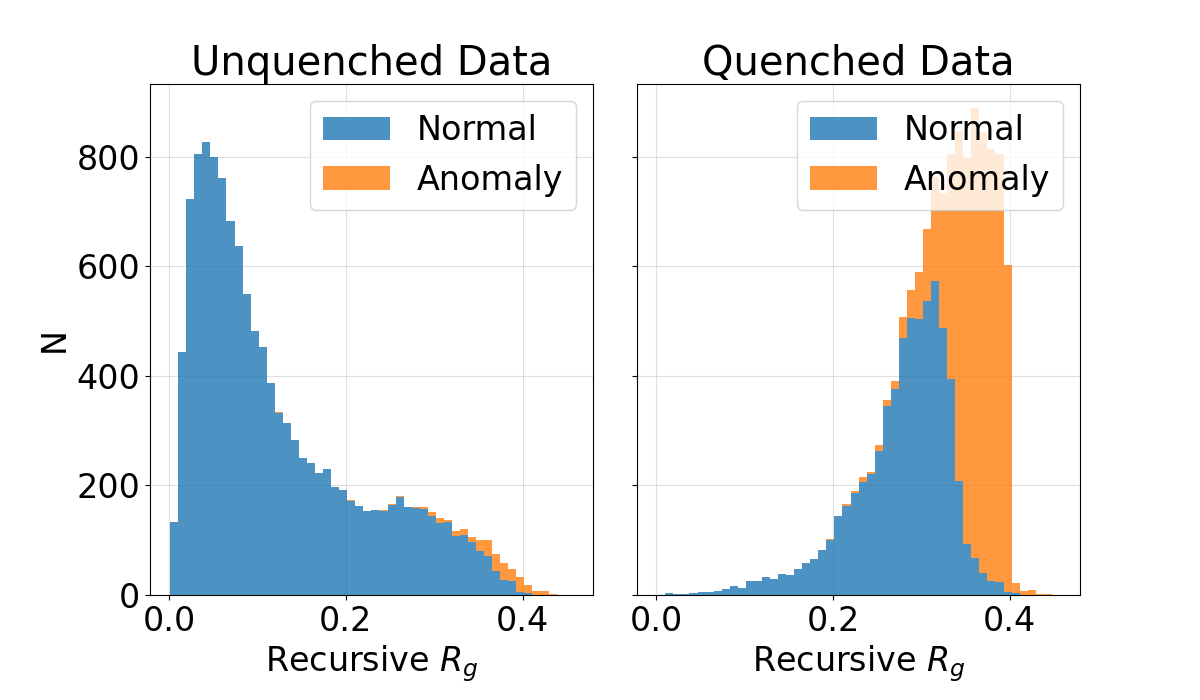 Unquenched Data
Quenched Data
Normal
Anomaly
Normal
Anomaly
N
800
600
400
200
0
0.0 0.2 0.4
0.0 0.2 0.4
Recursive R_g
Recursive R_g